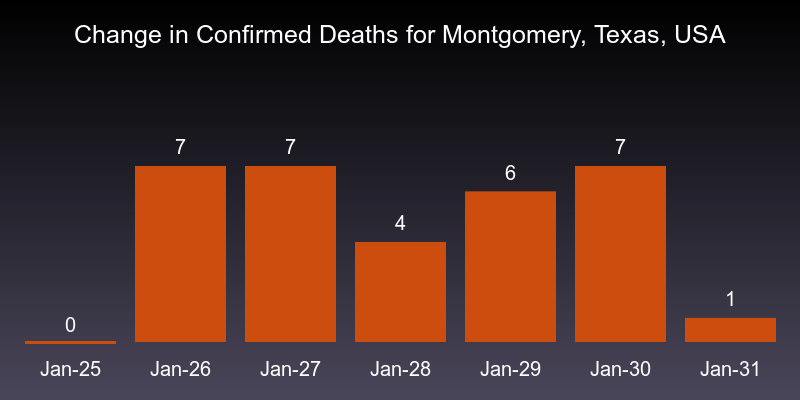 Change in Confirmed Deaths for Montgomery, Texas, USA
0 7 7 4 6 7 1
Jan-25 Jan-26 Jan-27 Jan-28 Jan-29 Jan-30 Jan-31